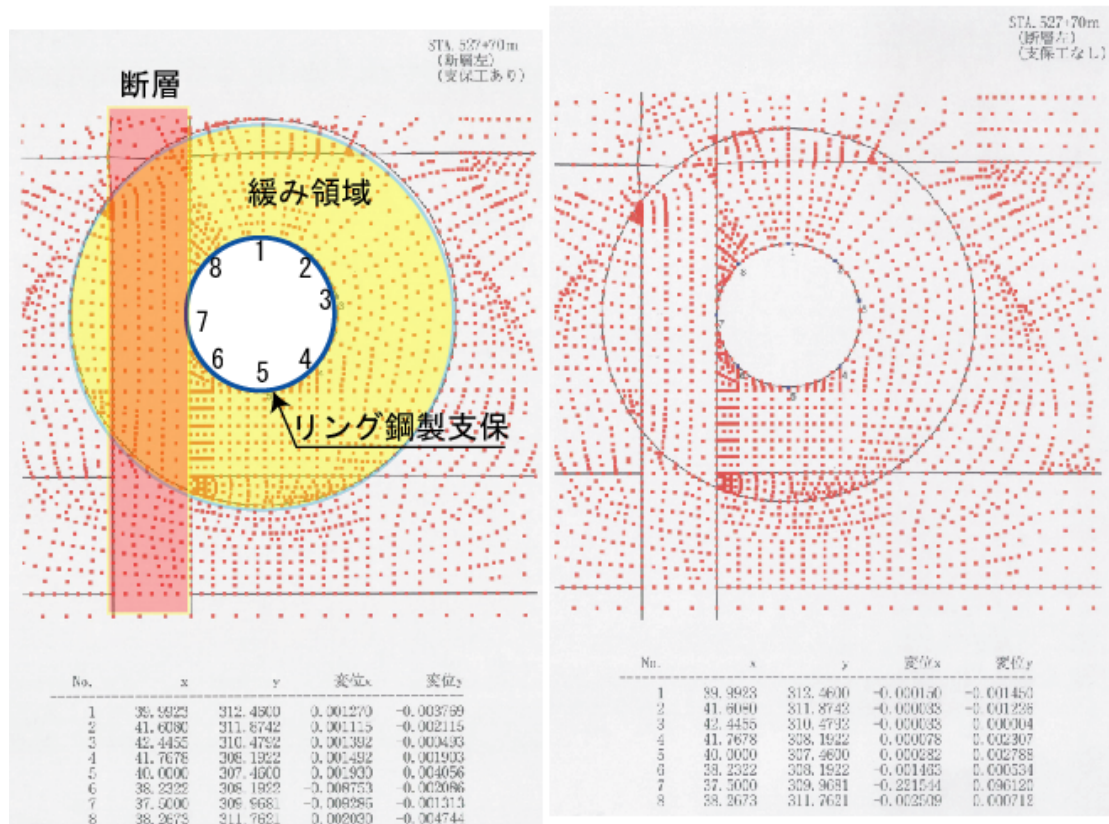 STA. 527+70m
(断層左)
(支保工あり)
断層
緩み領域
1
2
3
4
5
6
7
8
リング鋼製支保
No. x y 変位x 変位y
1 39.9923 312.4600 0.001270 -0.003769
2 41.6080 311.8742 0.001115 -0.002115
3 42.4455 310.4792 0.001392 -0.000493
4 41.7678 308.1922 0.001492 0.001903
5 40.0000 307.4600 0.001930 0.004056
6 38.2322 308.1922 -0.008753 -0.002086
7 37.5000 309.9681 -0.009286 -0.001313
8 38.2673 311.7621 0.002030 -0.004744
STA. 527+70m
(断層左)
(支保工なし)
No. x y 変位x 変位y
1 39.9923 312.4600 -0.000150 -0.001450
2 41.6080 311.8742 -0.000033 -0.001236
3 42.4455 310.4792 -0.000033 0.000004
4 41.7678 308.1922 0.000078 0.002307
5 40.0000 307.4600 0.000282 0.002788
6 38.2322 308.1922 -0.001463 0.000534
7 37.5000 309.9681 -0.221544 0.096120
8 38.2673 311.7621 -0.002509 0.000712